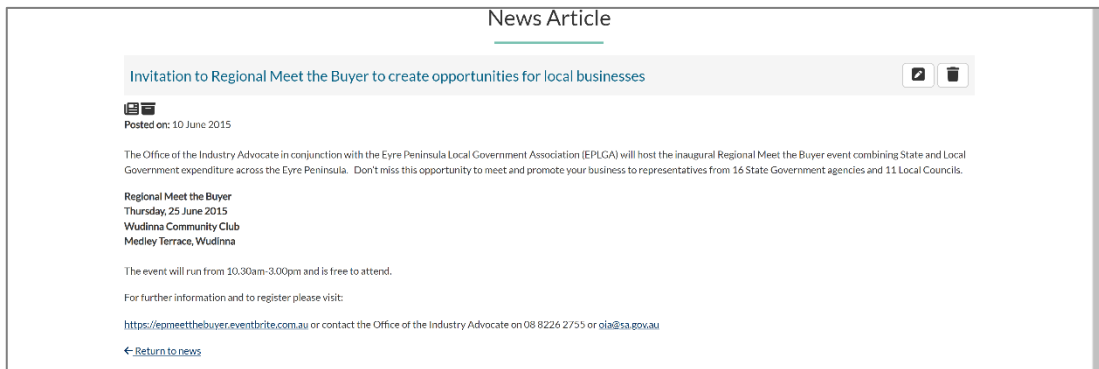 News Article
Invitation to Regional Meet the Buyer to create opportunities for local businesses
Posted on: 10 June 2015
The Office of the Industry Advocate in conjunction with the Eyre Peninsula Local Government Association (EPLGA) will host the inaugural Regional Meet the Buyer event combining State and Local
Government expenditure across the Eyre Peninsula. Don't miss this opportunity to meet and promote your business to representatives from 16 State Government agencies and 11 Local Councils.
Regional Meet the Buyer
Thursday, 25 June 2015
Wudinna Community Club
Medley Terrace, Wudinna
The event will run from 10.30am-3.00pm and is free to attend.
For further information and to register please visit:
https://epmeetthebuyer.eventbrite.com.au or contact the Office of the Industry Advocate on 08 8226 2755 or oia@sa.gov.au
Return to news